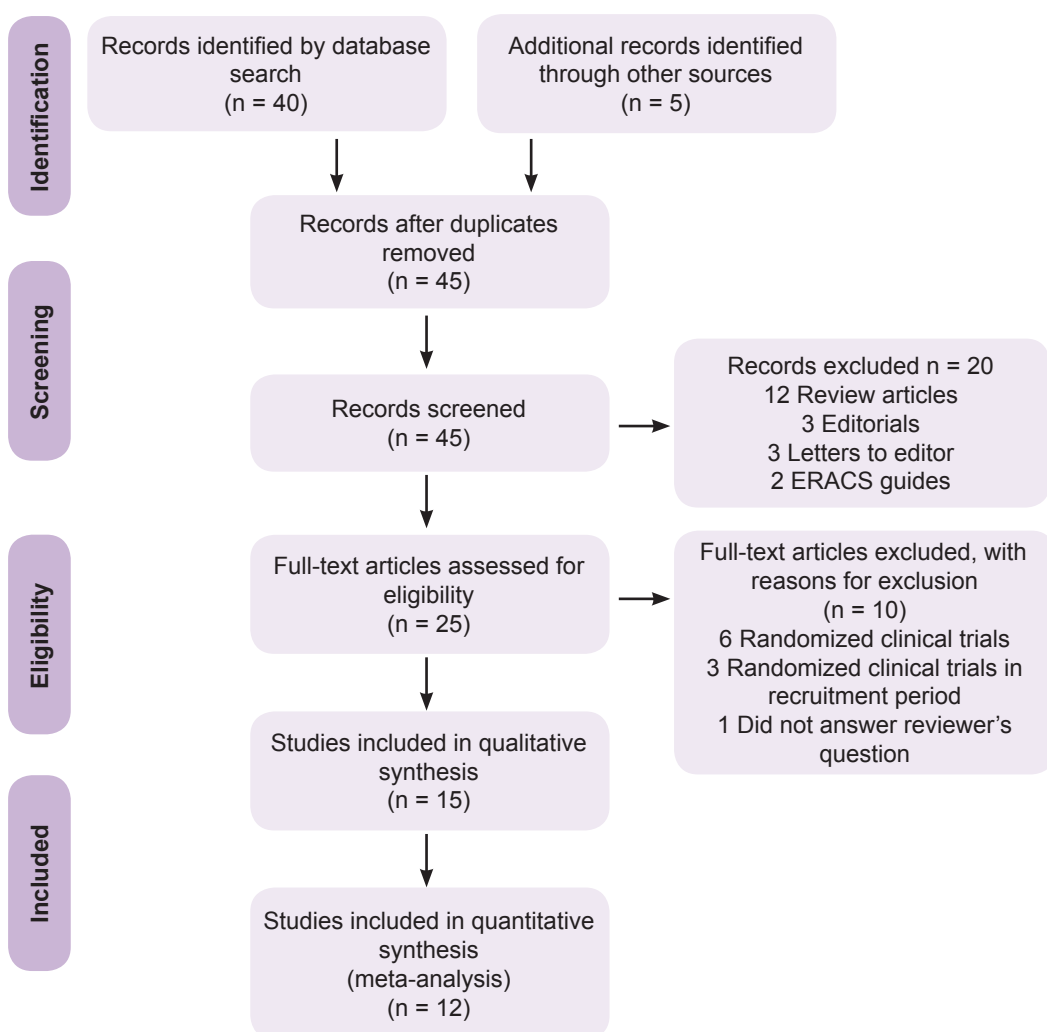 Identification
Records identified by database
search
(n = 40)
Additional records identified
through other sources
(n = 5)
Records after duplicates
removed
(n = 45)
Screening
Records screened
(n = 45)
Records excluded n = 20
12 Review articles
3 Editorials
3 Letters to editor
2 ERACS guides
Eligibility
Full-text articles assessed for
eligibility
(n = 25)
Full-text articles excluded, with
reasons for exclusion
(n = 10)
6 Randomized clinical trials
3 Randomized clinical trials in
recruitment period
1 Did not answer reviewer’s
question
Studies included in qualitative
synthesis
(n = 15)
Included
Studies included in quantitative
synthesis
(meta-analysis)
(n = 12)